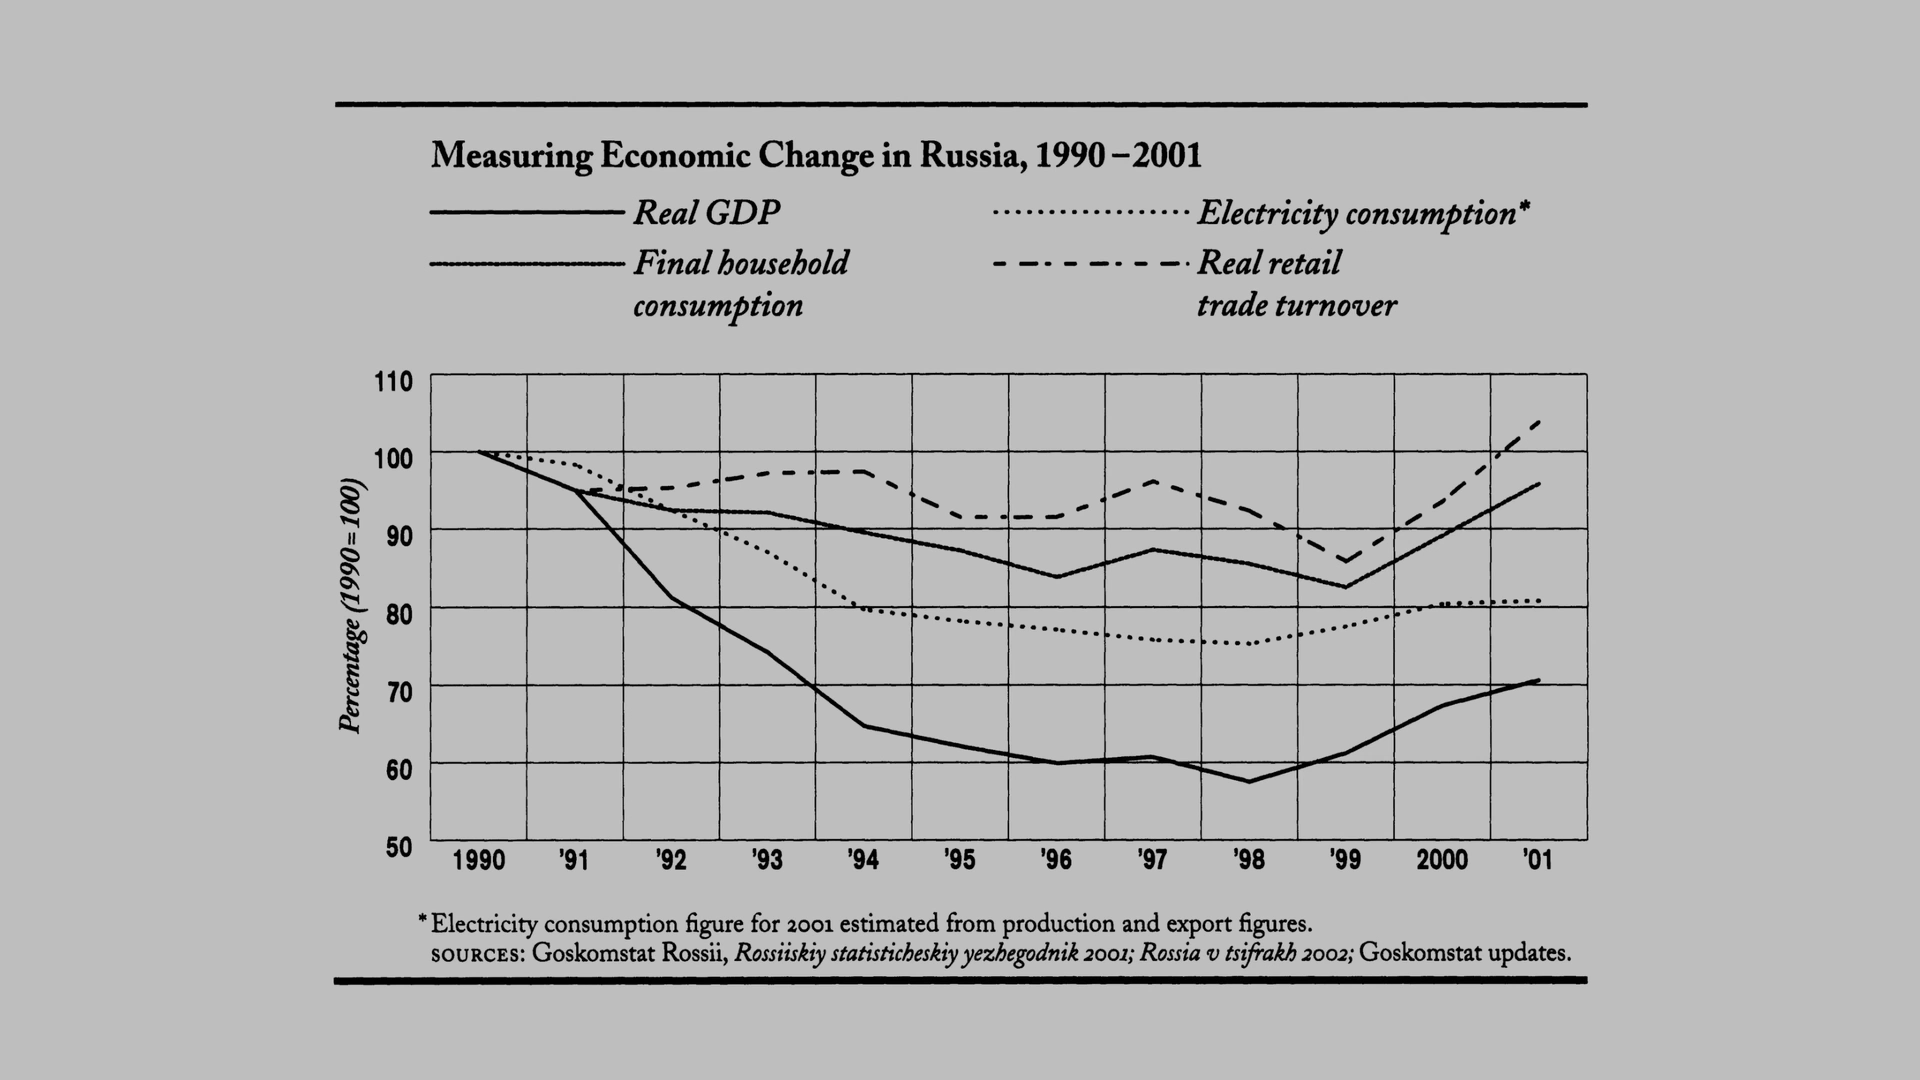 Measuring Economic Change in Russia, 1990–2001
Real GDP
Electricity consumption*
Final household
consumption
Real retail
trade turnover
Percentage (1990=100)
110
100
90
80
70
60
50
1990 '91 '92 '93 '94 '95 '96 '97 '98 '99 2000 '01
*Electricity consumption figure for 2001 estimated from production and export figures.
SOURCES: Goskomstat Rossii, Rossiiskiy statisticheskiy yezhegodnik 2001; Rossia v tsifrakh 2002; Goskomstat updates.